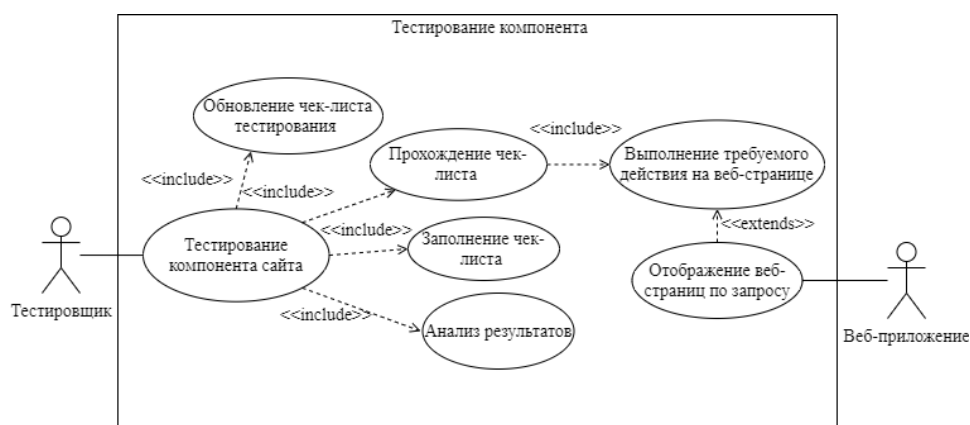 Тестирование компонента
Обновление чек-листа
тестирования
<<include>>
Прохождение чек-
листа
<<include>>
Выполнение требуемого
действия на веб-странице
<<include>>
<<include>>
<<extends>>
Тестирование
компонента сайта
Заполнение чек-
листа
Отображение веб-
страниц по запросу
Тестировщик
<<include>>
Анализ результатов
Веб-приложение
<<include>>